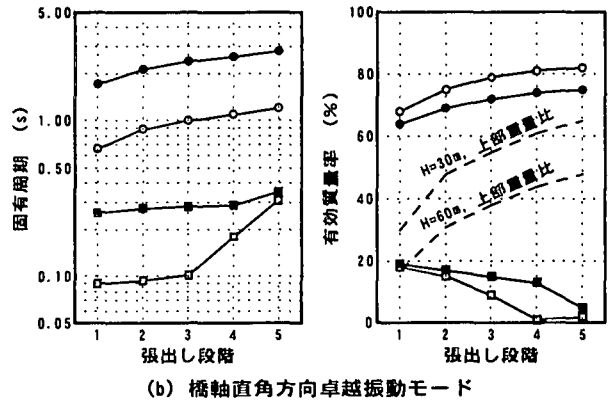 5.00
1.00
0.50
0.10
0.05
固有周期 (s)
1 2 3 4 5
張出し段階
100
80
60
40
20
0
有効質量率 (%)
H=30m, 上部重量比
H=60m, 上部重量比
1 2 3 4 5
張出し段階
(b) 橋軸直角方向卓越振動モード